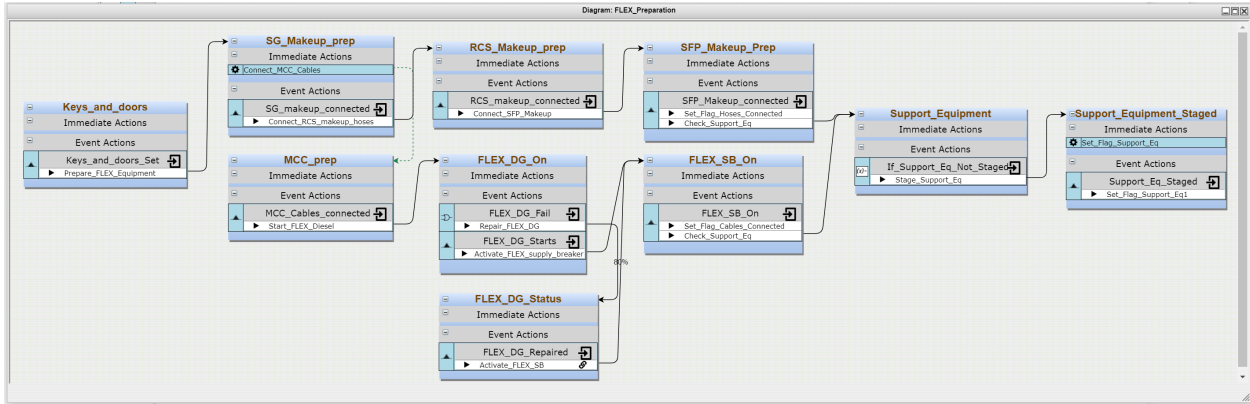 Diagram: FLEX_Preparation
Keys_and_doors
Immediate Actions
Event Actions
Keys_and_doors_Set
Prepare_FLEX_Equipment
SG_Makeup_prep
Immediate Actions
Connect_MCC_Cables
Event Actions
SG_makeup_connected
Connect_RCS_makeup_hoses
MCC_prep
Immediate Actions
Event Actions
MCC_Cables_connected
Start_FLEX_Diesel
RCS_Makeup_prep
Immediate Actions
Event Actions
RCS_makeup_connected
Connect_SFP_Makeup
FLEX_DG_On
Immediate Actions
Event Actions
FLEX_DG_Fail
Repair_FLEX_DG
FLEX_DG_Starts
Activate_FLEX_supply_breaker
80%
FLEX_DG_Status
Immediate Actions
Event Actions
FLEX_DG_Repaired
Activate_FLEX_SB
SFP_Makeup_Prep
Immediate Actions
Event Actions
SFP_Makeup_connected
Set_Flag_Hoses_Connected
Check_Support_Eq
FLEX_SB_On
Immediate Actions
Event Actions
FLEX_SB_On
Set_Flag_Cables_Connected
Check_Support_Eq
Support_Equipment
Immediate Actions
Event Actions
If_Support_Eq_Not_Staged
Stage_Support_Eq
Support_Equipment_Staged
Immediate Actions
Set_Flag_Support_Eq
Event Actions
Support_Eq_Staged
Set_Flag_Support_Eq1